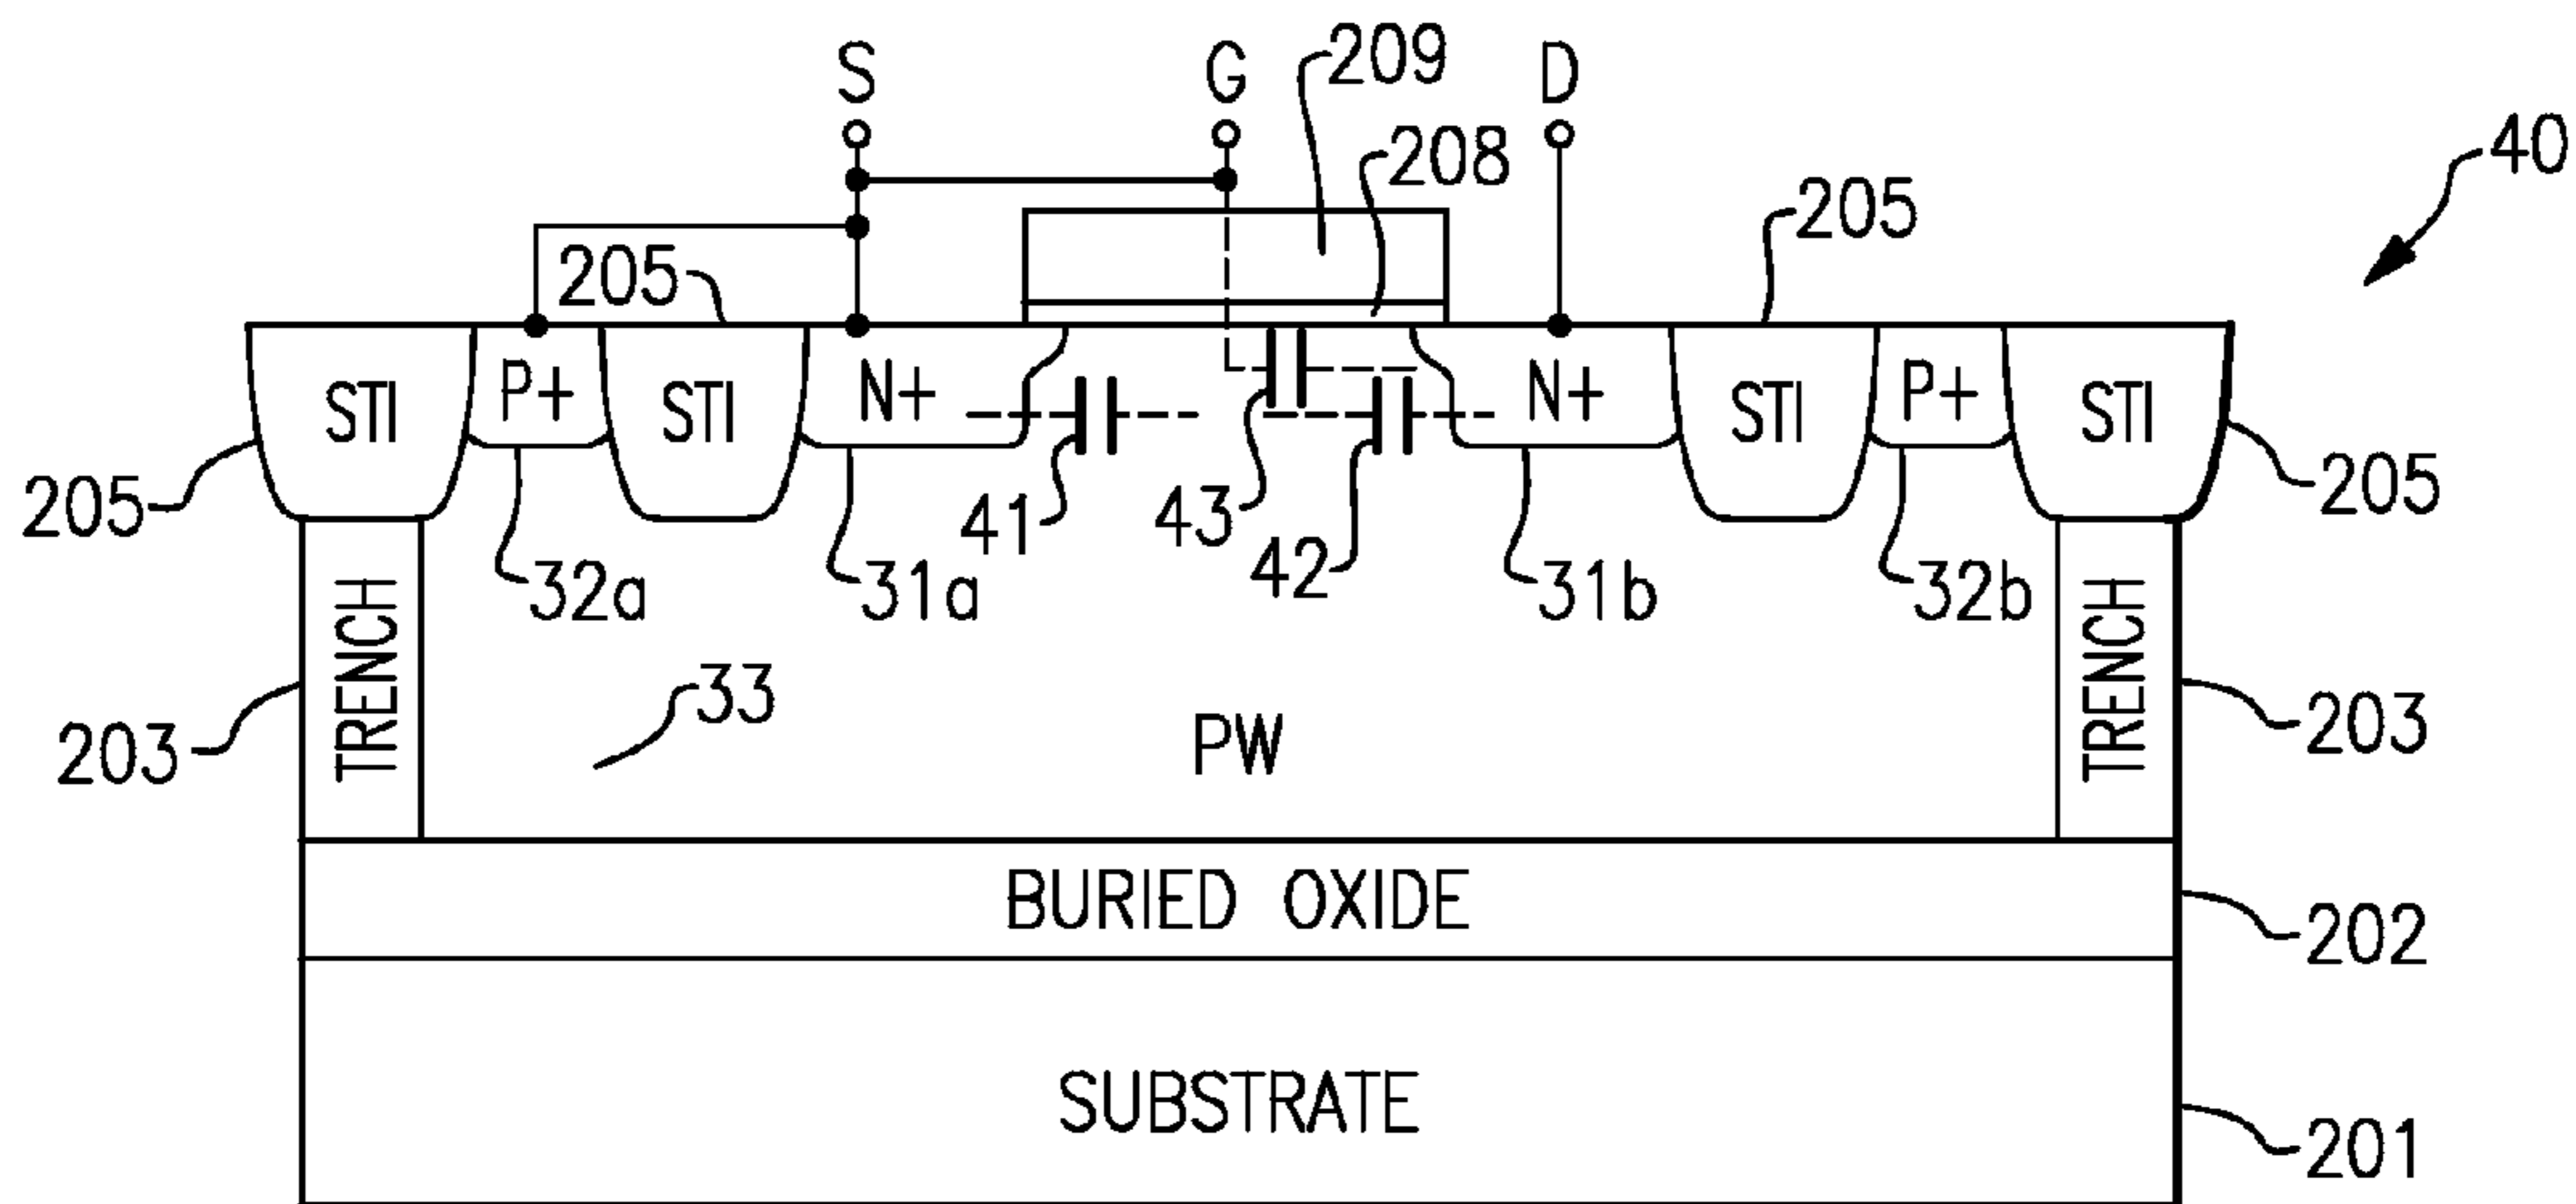 S G 209 D
208
40
205 205
STI P+ STI N+ N+ STI P+ STI
205 41 43 42 205
32a 31a 31b 32b
TRENCH TRENCH
33
203 PW 203
BURIED OXIDE
202
SUBSTRATE
201